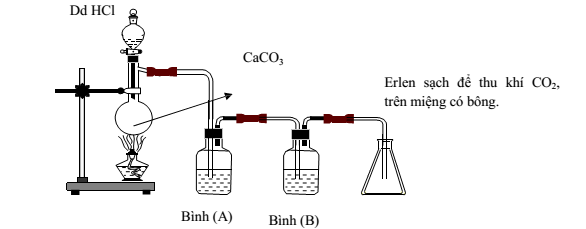 Dd HCl
CaCO₃
Erlen sạch để thu khí CO₂,
trên miệng có bông.
Bình (A)
Bình (B)